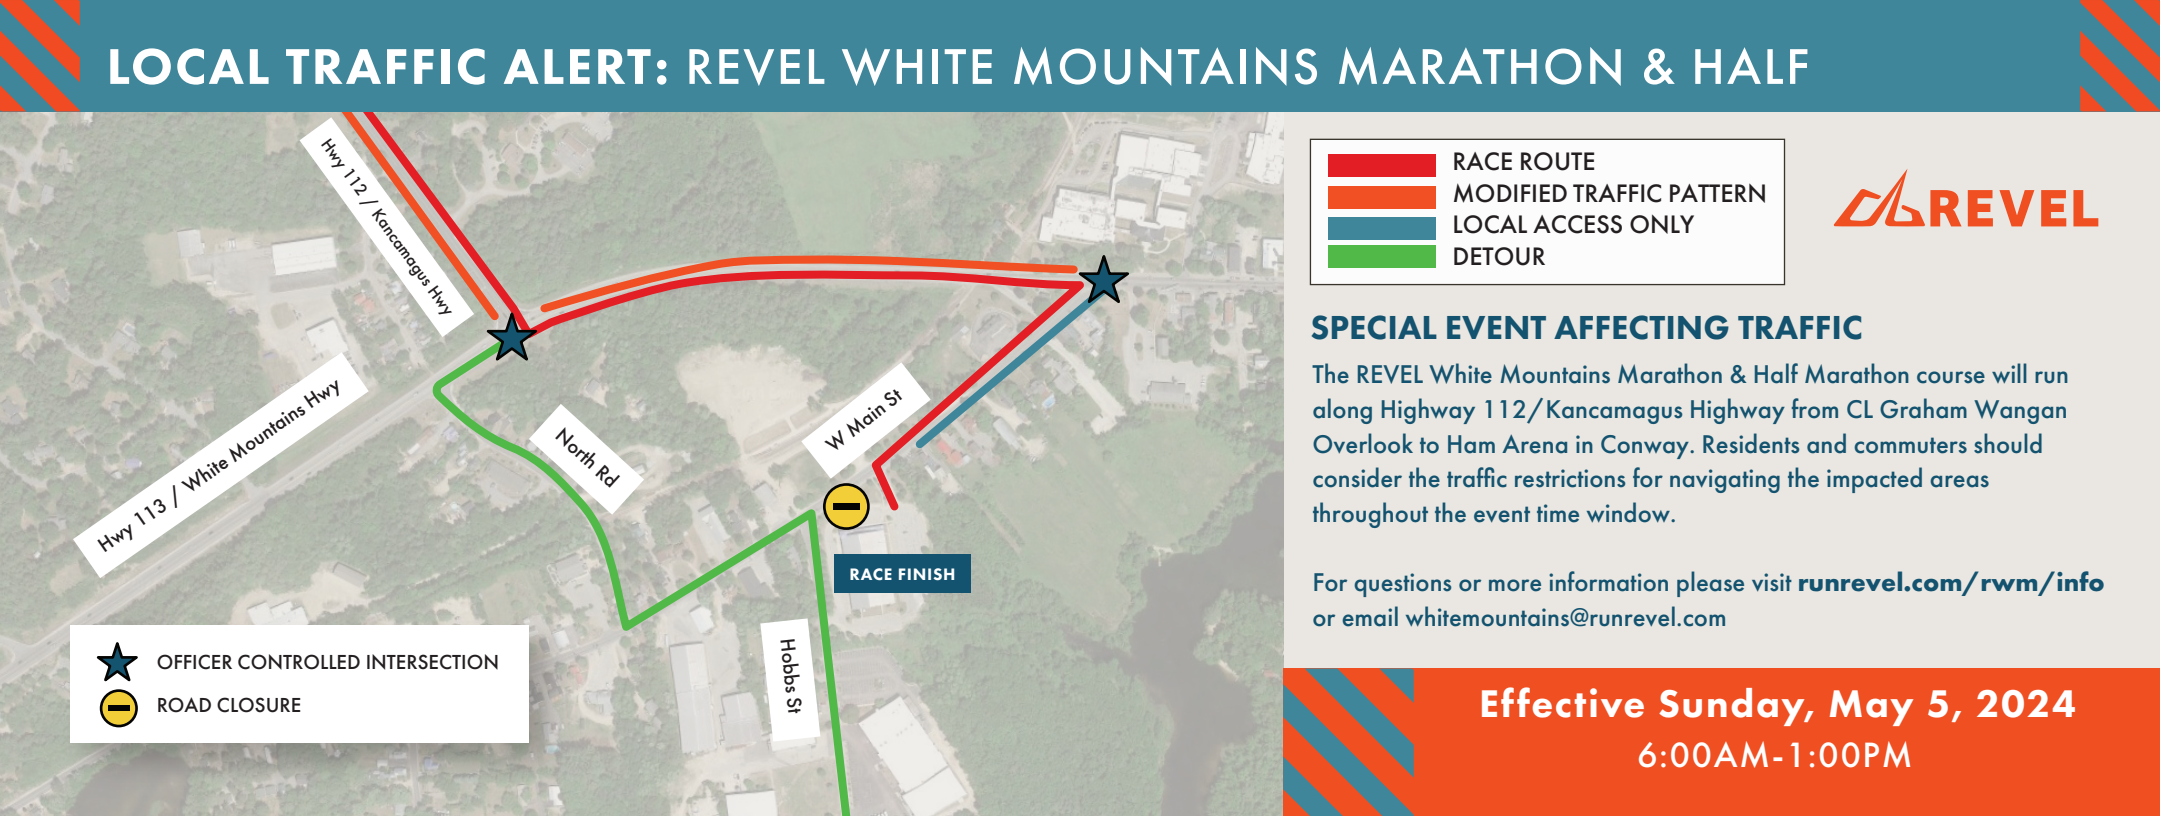 LOCAL TRAFFIC ALERT: REVEL WHITE MOUNTAINS MARATHON & HALF
Hwy 112 / Kancamagus Hwy
Hwy 113 / White Mountains Hwy
North Rd
W Main St
RACE FINISH
Hobbs St
OFFICER CONTROLLED INTERSECTION
ROAD CLOSURE
RACE ROUTE
MODIFIED TRAFFIC PATTERN
LOCAL ACCESS ONLY
DETOUR
REVEL
SPECIAL EVENT AFFECTING TRAFFIC
The REVEL White Mountains Marathon & Half Marathon course will run
along Highway 112/Kancamagus Highway from CL Graham Wangan
Overlook to Ham Arena in Conway. Residents and commuters should
consider the traffic restrictions for navigating the impacted areas
throughout the event time window.
For questions or more information please visit runrevel.com/rwm/info
or email whitemountains@runrevel.com
Effective Sunday, May 5, 2024
6:00AM-1:00PM